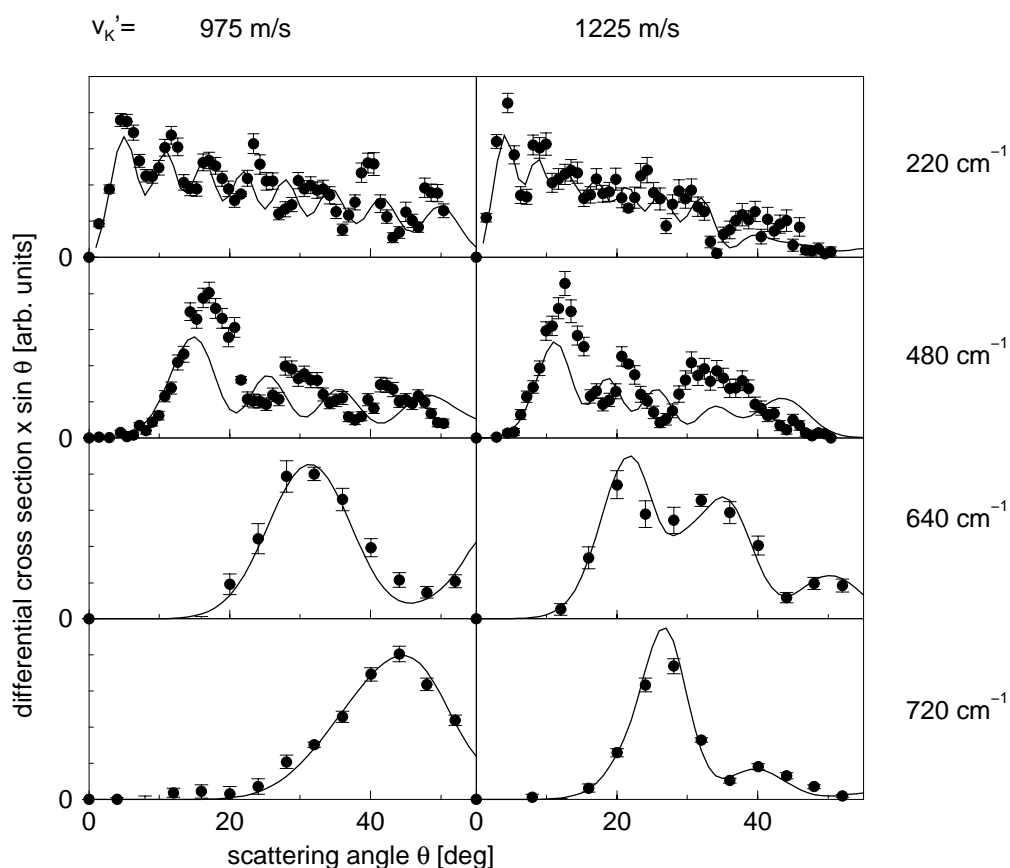 v_K'= 975 m/s 1225 m/s
differential cross section x sin θ [arb. units]
0
220 cm⁻¹
0
480 cm⁻¹
0
640 cm⁻¹
0
720 cm⁻¹
0 20 40 0 20 40
scattering angle θ [deg]